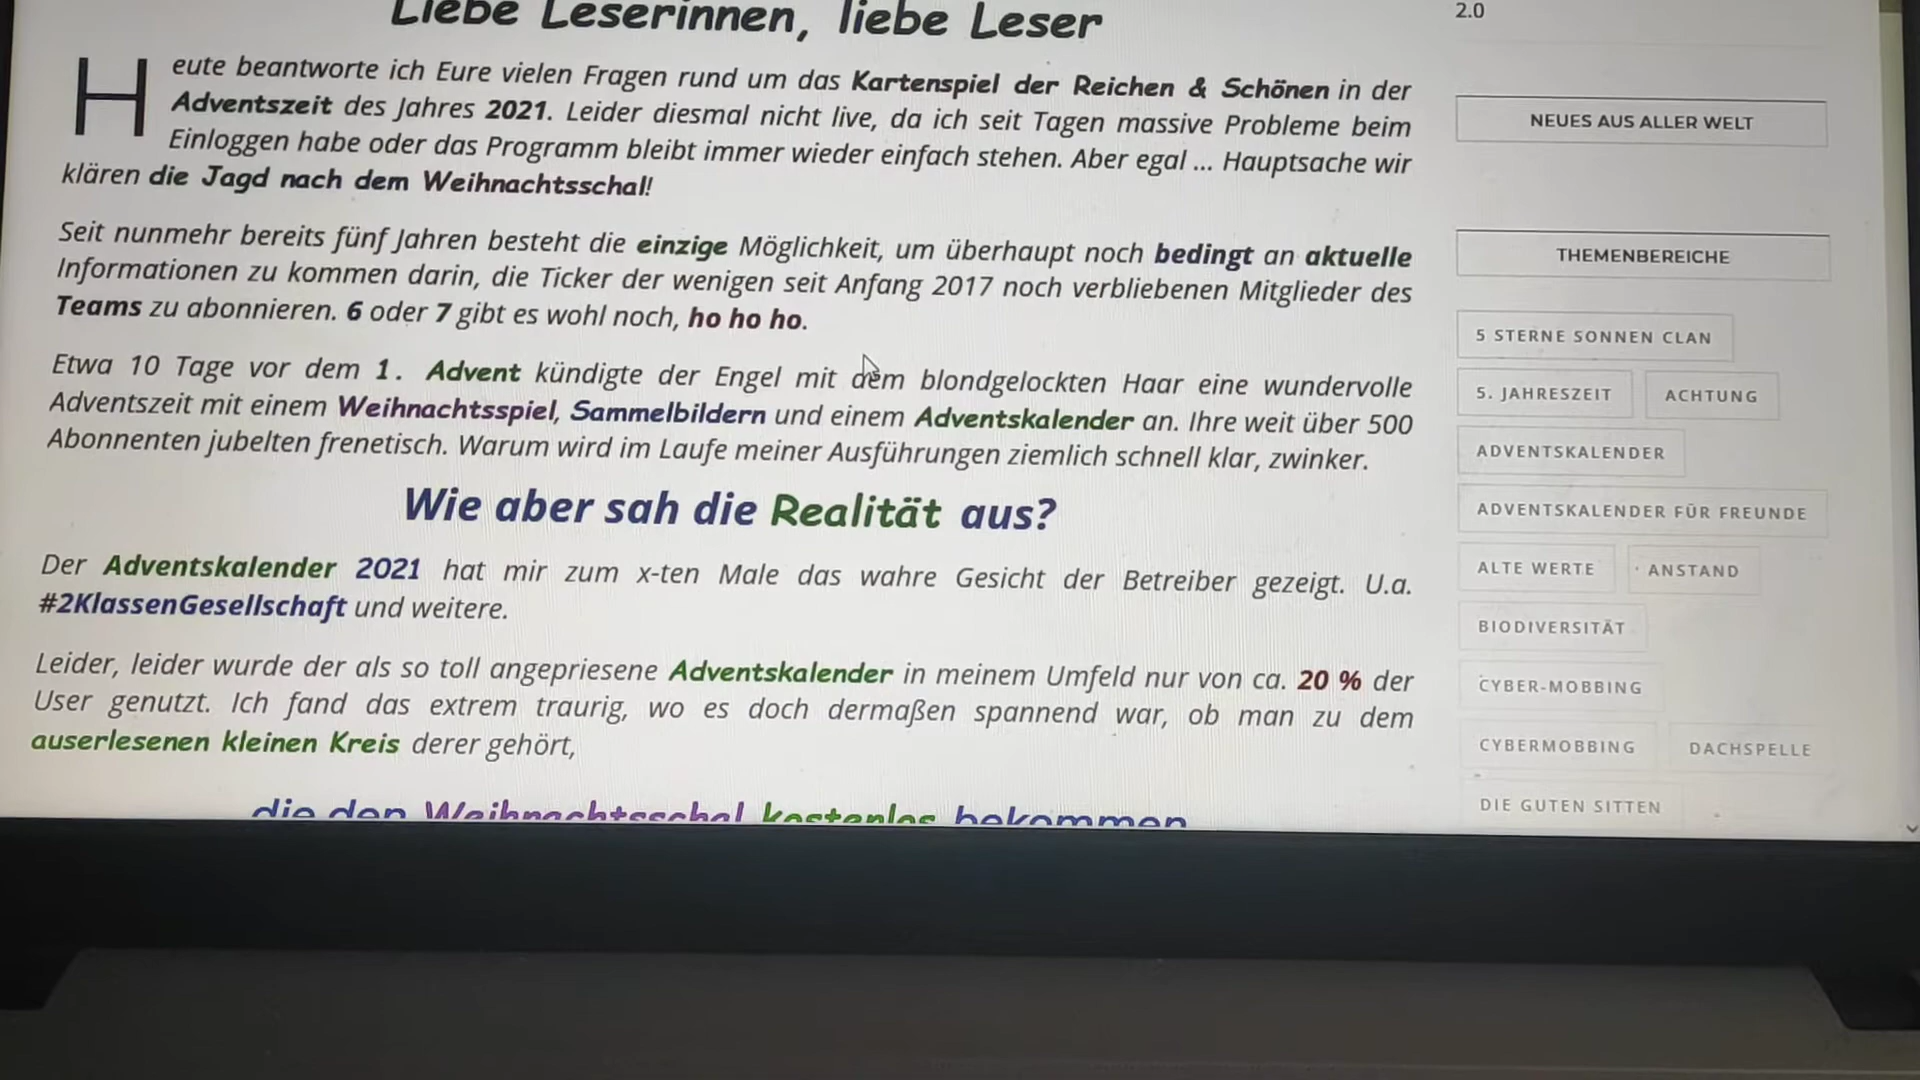 Liebe Leserinnen, liebe Leser
Heute beantworte ich Eure vielen Fragen rund um das Kartenspiel der Reichen & Schönen in der
Adventszeit des Jahres 2021. Leider diesmal nicht live, da ich seit Tagen massive Probleme beim
Einloggen habe oder das Programm bleibt immer wieder einfach stehen. Aber egal ... Hauptsache wir
klären die Jagd nach dem Weihnachtsschal!
Seit nunmehr bereits fünf Jahren besteht die einzige Möglichkeit, um überhaupt noch bedingt an aktuelle
Informationen zu kommen darin, die Ticker der wenigen seit Anfang 2017 noch verbliebenen Mitglieder des
Teams zu abonnieren. 6 oder 7 gibt es wohl noch, ho ho ho.
Etwa 10 Tage vor dem 1. Advent kündigte der Engel mit dem blondgelockten Haar eine wundervolle
Adventszeit mit einem Weihnachtsspiel, Sammelbildern und einem Adventskalender an. Ihre weit über 500
Abonnenten jubelten frenetisch. Warum wird im Laufe meiner Ausführungen ziemlich schnell klar, zwinker.
Wie aber sah die Realität aus?
Der Adventskalender 2021 hat mir zum x-ten Male das wahre Gesicht der Betreiber gezeigt. U.a.
#2KlassenGesellschaft und weitere.
Leider, leider wurde der als so toll angepriesene Adventskalender in meinem Umfeld nur von ca. 20 % der
User genutzt. Ich fand das extrem traurig, wo es doch dermaßen spannend war, ob man zu dem
auserlesenen kleinen Kreis derer gehört,
die den Weihnachtsschal kostenlos bekommen
2.0
NEUES AUS ALLER WELT
THEMENBEREICHE
5 STERNE SONNEN CLAN
5. JAHRESZEIT ACHTUNG
ADVENTSKALENDER
ADVENTSKALENDER FÜR FREUNDE
ALTE WERTE ANSTAND
BIODIVERSITÄT
CYBER-MOBBING
CYBERMOBBING DACHSPELLE
DIE GUTEN SITTEN